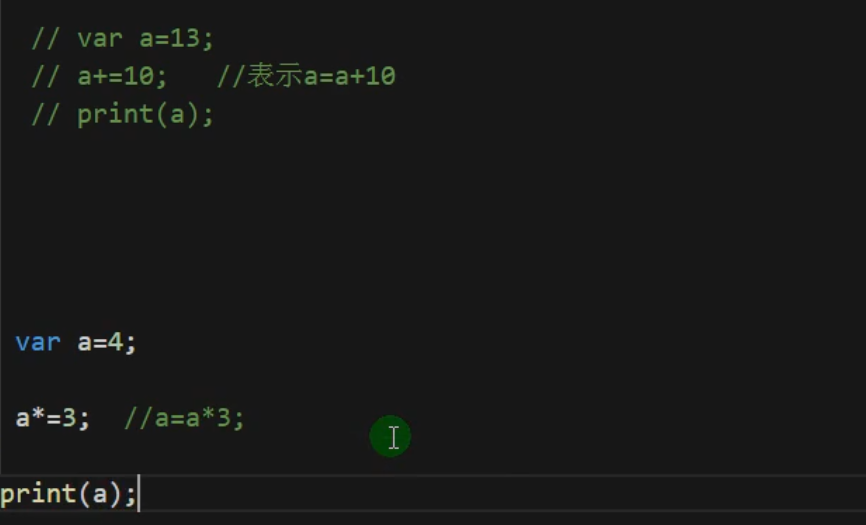 // var a=13;
// a+=10;   //表示a=a+10
// print(a);
var a=4;
a*=3;  //a=a*3;
print(a);